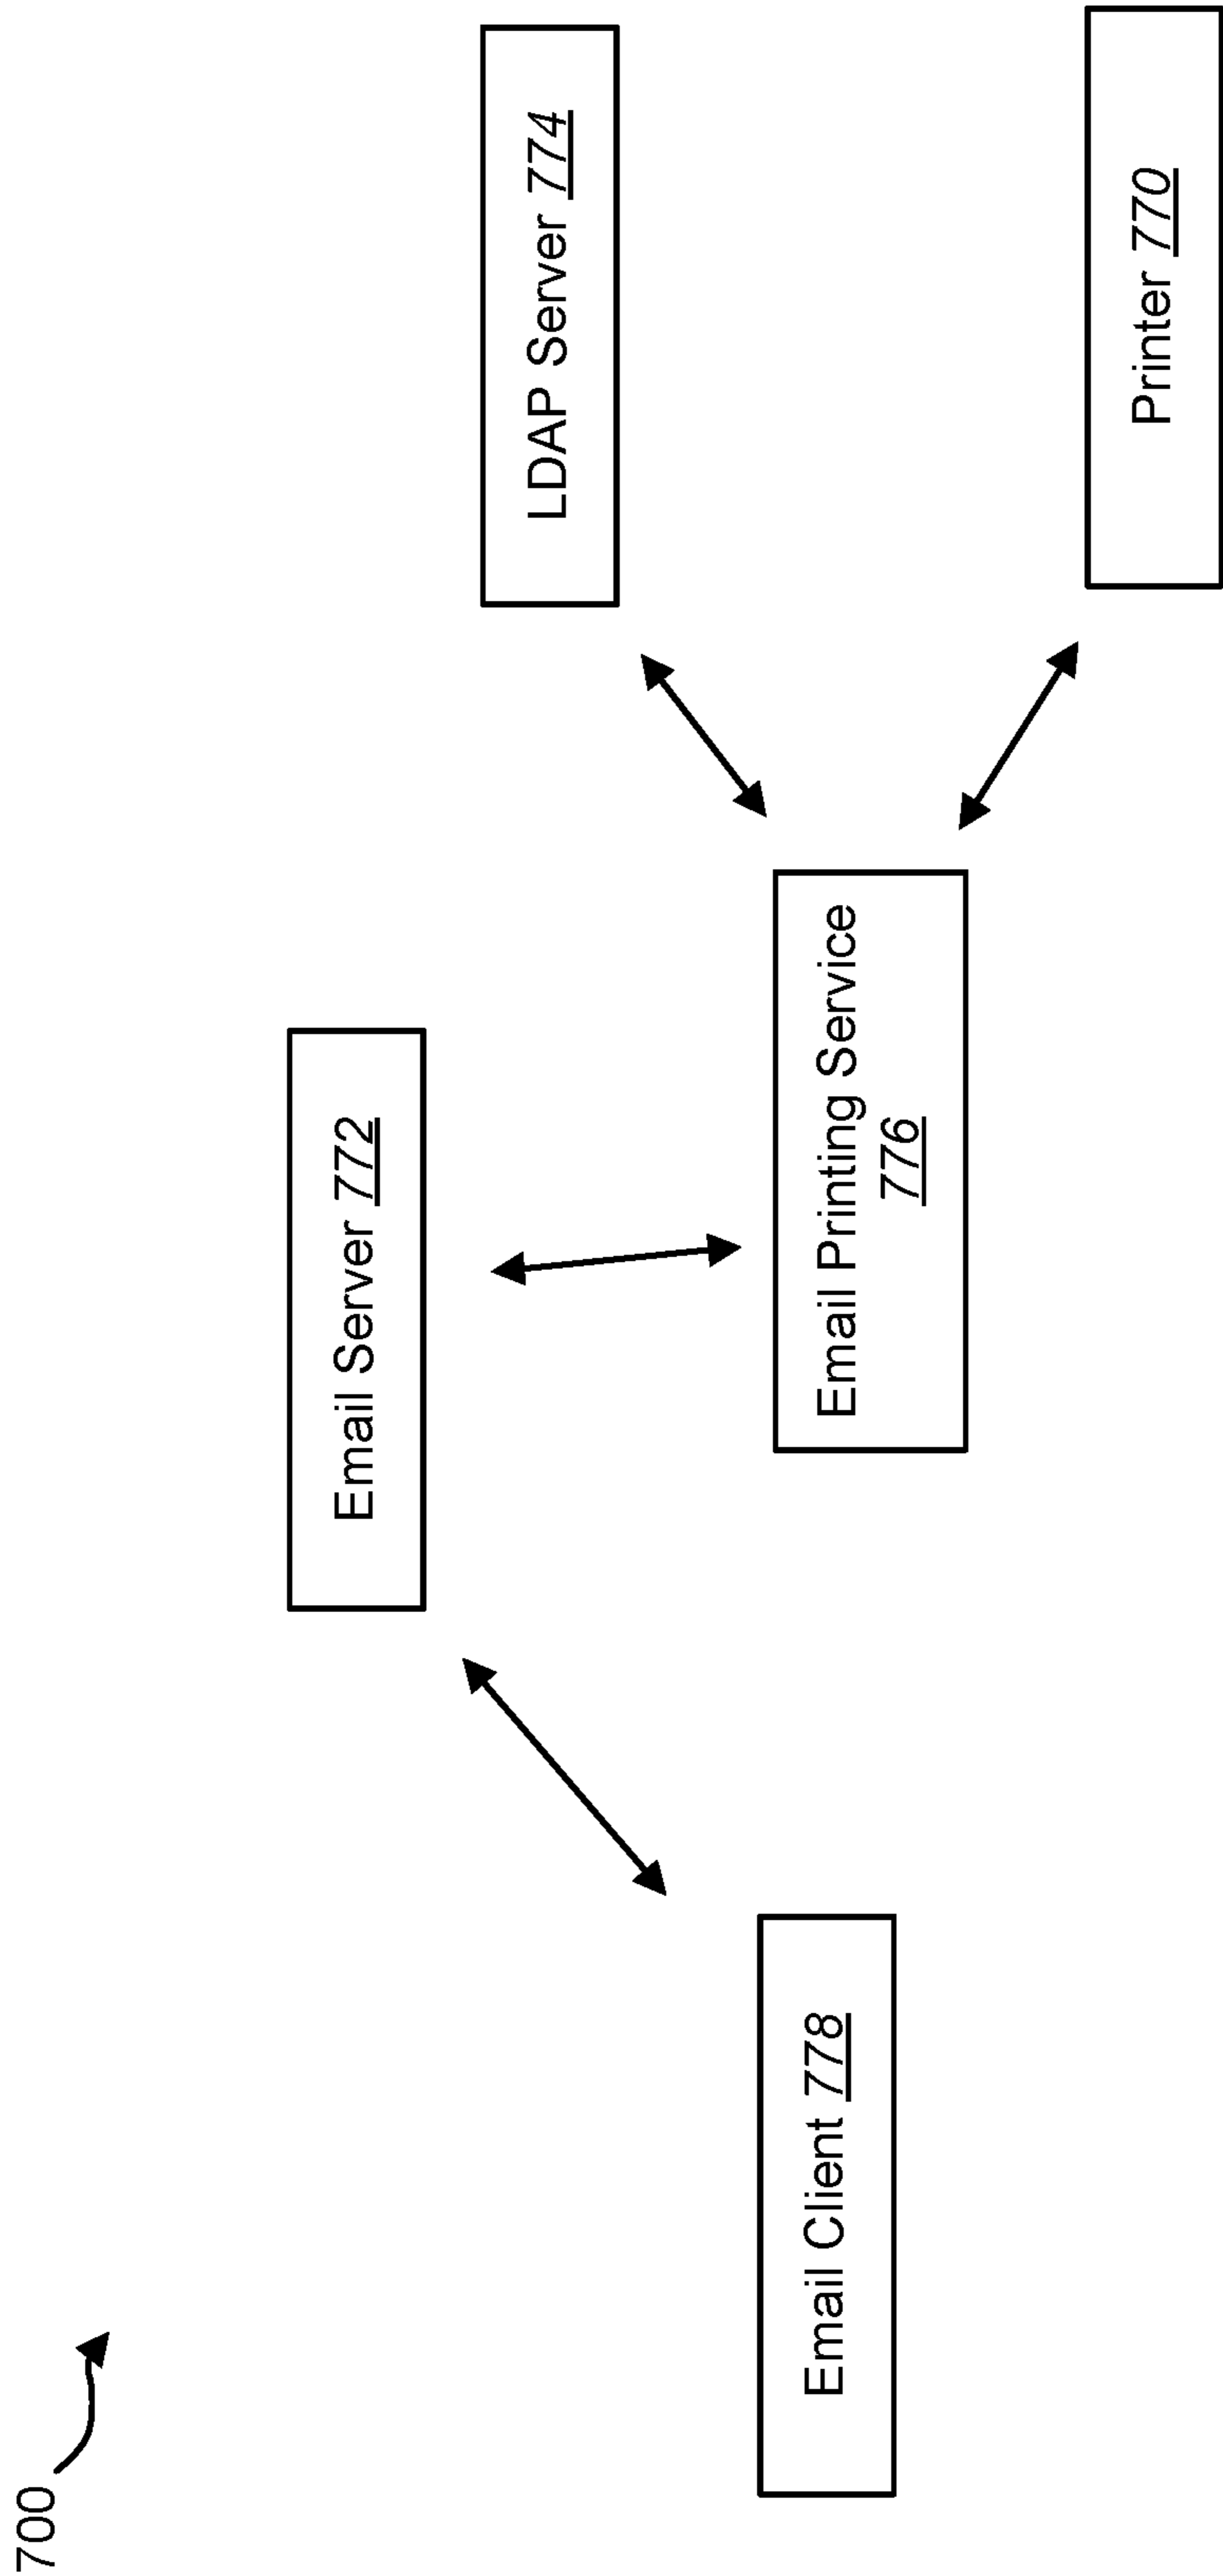 700
Email Server 772
LDAP Server 774
Email Client 778
Email Printing Service
776
Printer 770